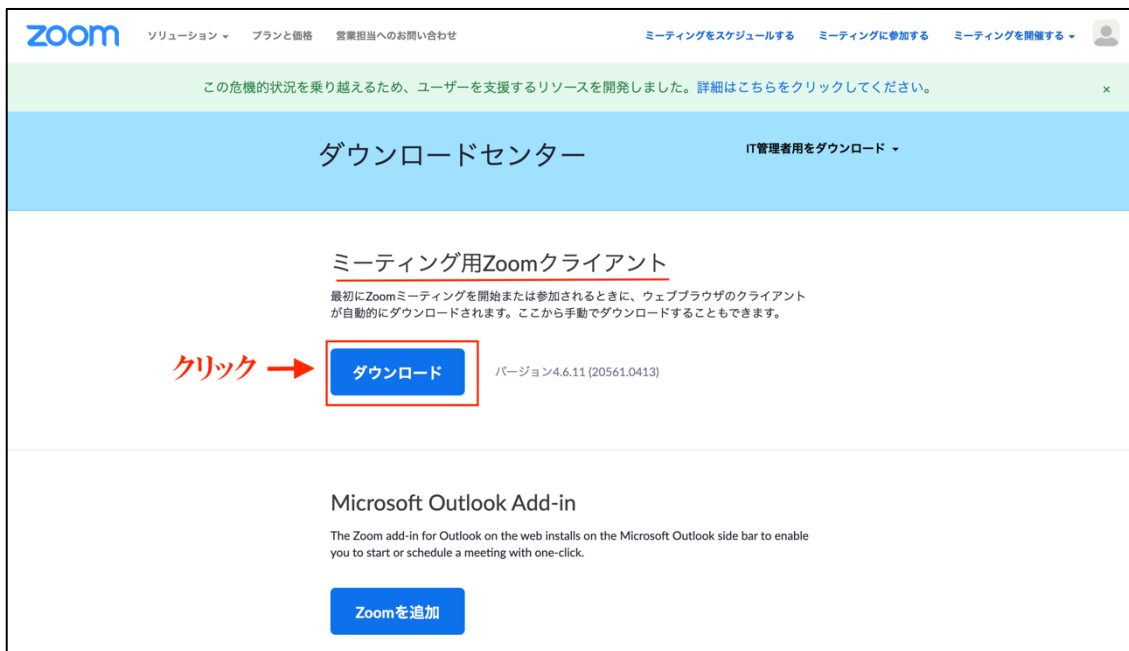 zoom ソリューション プランと価格 営業担当へのお問い合わせ ミーティングをスケジュールする ミーティングに参加する ミーティングを開催する
この危機的状況を乗り越えるため、ユーザーを支援するリソースを開発しました。詳細はこちらをクリックしてください。 ×
ダウンロードセンター IT管理者用をダウンロード
ミーティング用Zoomクライアント
最初にZoomミーティングを開始または参加されるときに、ウェブブラウザのクライアント
が自動的にダウンロードされます。ここから手動でダウンロードすることもできます。
クリック ダウンロード バージョン4.6.11 (20561.0413)
Microsoft Outlook Add-in
The Zoom add-in for Outlook on the web installs on the Microsoft Outlook side bar to enable
you to start or schedule a meeting with one-click.
Zoomを追加